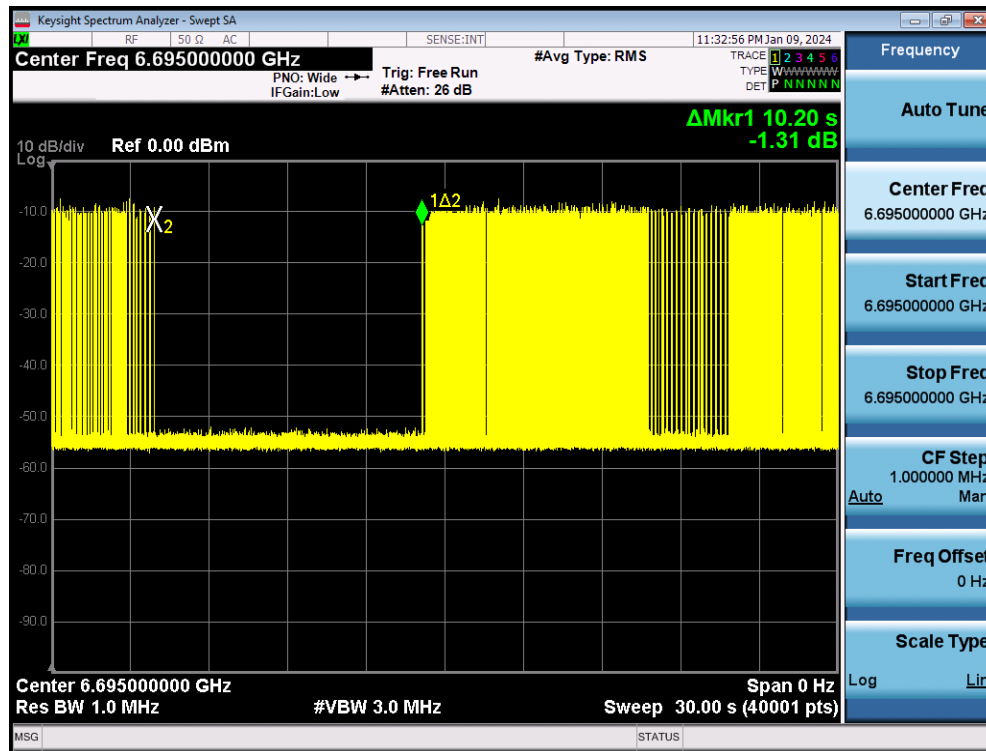 Keysight Spectrum Analyzer - Swept SA
LXI RF 50 Ω AC SENSE:INT 11:32:56 PM Jan 09, 2024
Center Freq 6.695000000 GHz
#Avg Type: RMS
TRACE 1 2 3 4 5 6
PNO: Wide
Trig: Free Run
TYPE WWWWWW
IFGain:Low
#Atten: 26 dB
DET P N N N N N
ΔMkr1 10.20 s
-1.31 dB
10 dB/div Ref 0.00 dBm
Log
1Δ2
X2
-10.0
-20.0
-30.0
-40.0
-50.0
-60.0
-70.0
-80.0
-90.0
Center 6.695000000 GHz Span 0 Hz
Res BW 1.0 MHz #VBW 3.0 MHz Sweep 30.00 s (40001 pts)
MSG STATUS
Frequency
Auto Tune
Center Freq
6.695000000 GHz
Start Freq
6.695000000 GHz
Stop Freq
6.695000000 GHz
CF Step
1.000000 MHz
Auto Man
Freq Offset
0 Hz
Scale Type
Log Lin